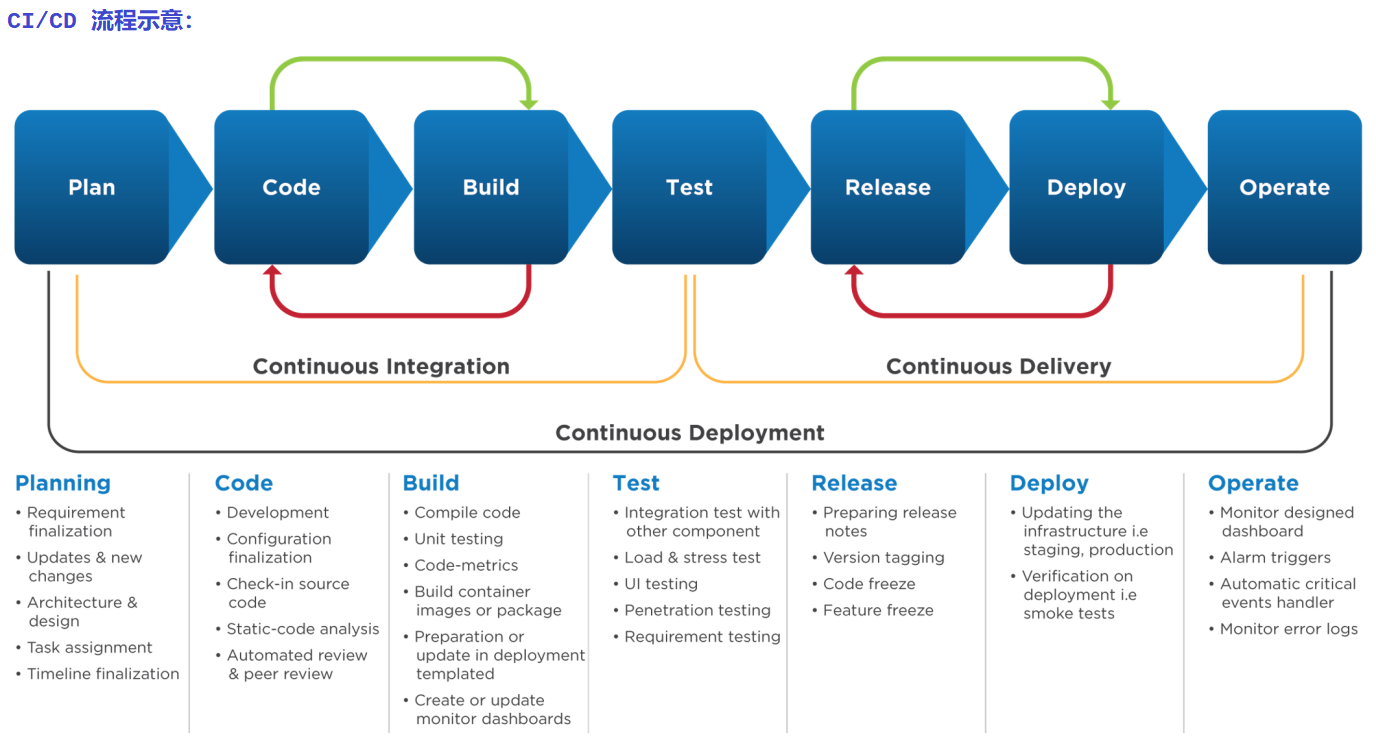 CI/CD 流程示意:
Plan
Code
Build
Test
Release
Deploy
Operate
Continuous Integration
Continuous Delivery
Continuous Deployment
Planning
• Requirement
finalization
• Updates & new
changes
• Architecture &
design
• Task assignment
• Timeline finalization
Code
• Development
• Configuration
finalization
• Check-in source
code
• Static-code analysis
• Automated review
& peer review
Build
• Compile code
• Unit testing
• Code-metrics
• Build container
images or package
• Preparation or
update in deployment
templated
• Create or update
monitor dashboards
Test
• Integration test with
other component
• Load & stress test
• UI testing
• Penetration testing
• Requirement testing
Release
• Preparing release
notes
• Version tagging
• Code freeze
• Feature freeze
Deploy
• Updating the
infrastructure i.e
staging, production
• Verification on
deployment i.e
smoke tests
Operate
• Monitor designed
dashboard
• Alarm triggers
• Automatic critical
events handler
• Monitor error logs